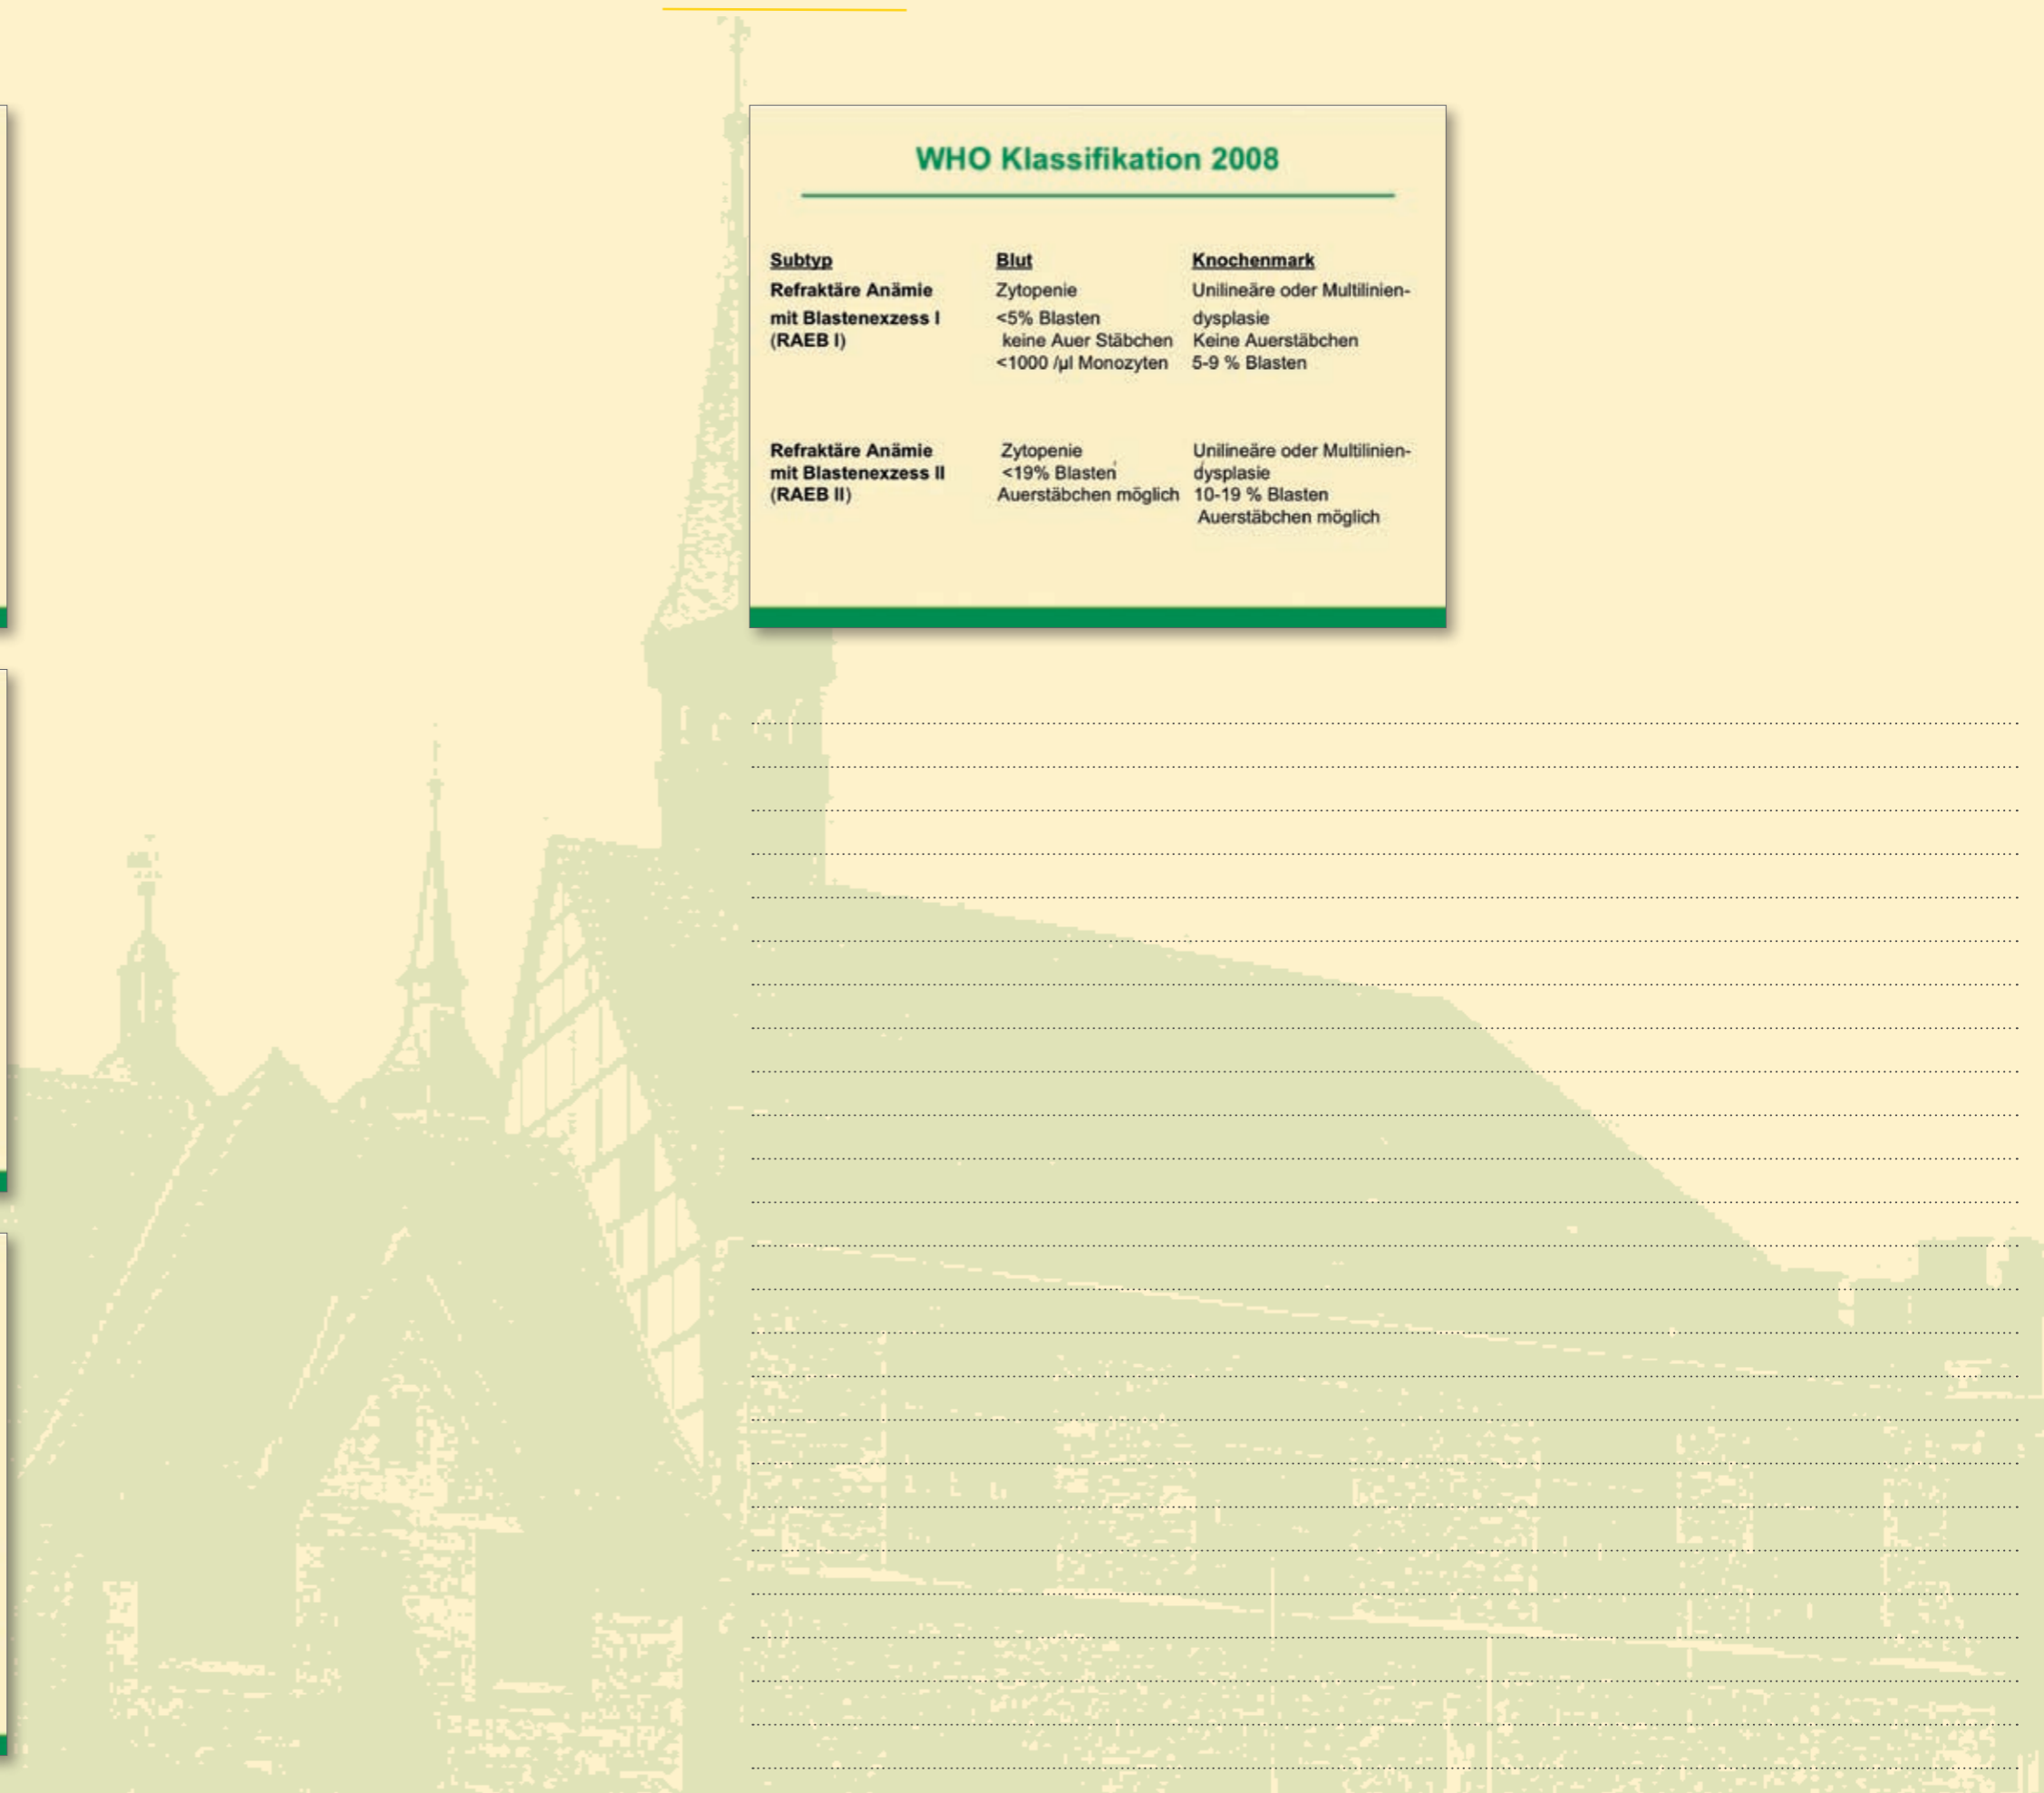 WHO Klassifikation 2008
Subtyp Blut Knochenmark
Refraktäre Anämie Zytopenie Unilineäre oder Multilinien-
mit Blastenexzess I <5% Blasten dysplasie
(RAEB I) keine Auer Stäbchen Keine Auerstäbchen
<1000 /µl Monozyten 5-9 % Blasten
Refraktäre Anämie Zytopenie Unilineäre oder Multilinien-
mit Blastenexzess II <19% Blasten dysplasie
(RAEB II) Auerstäbchen möglich 10-19 % Blasten
Auerstäbchen möglich